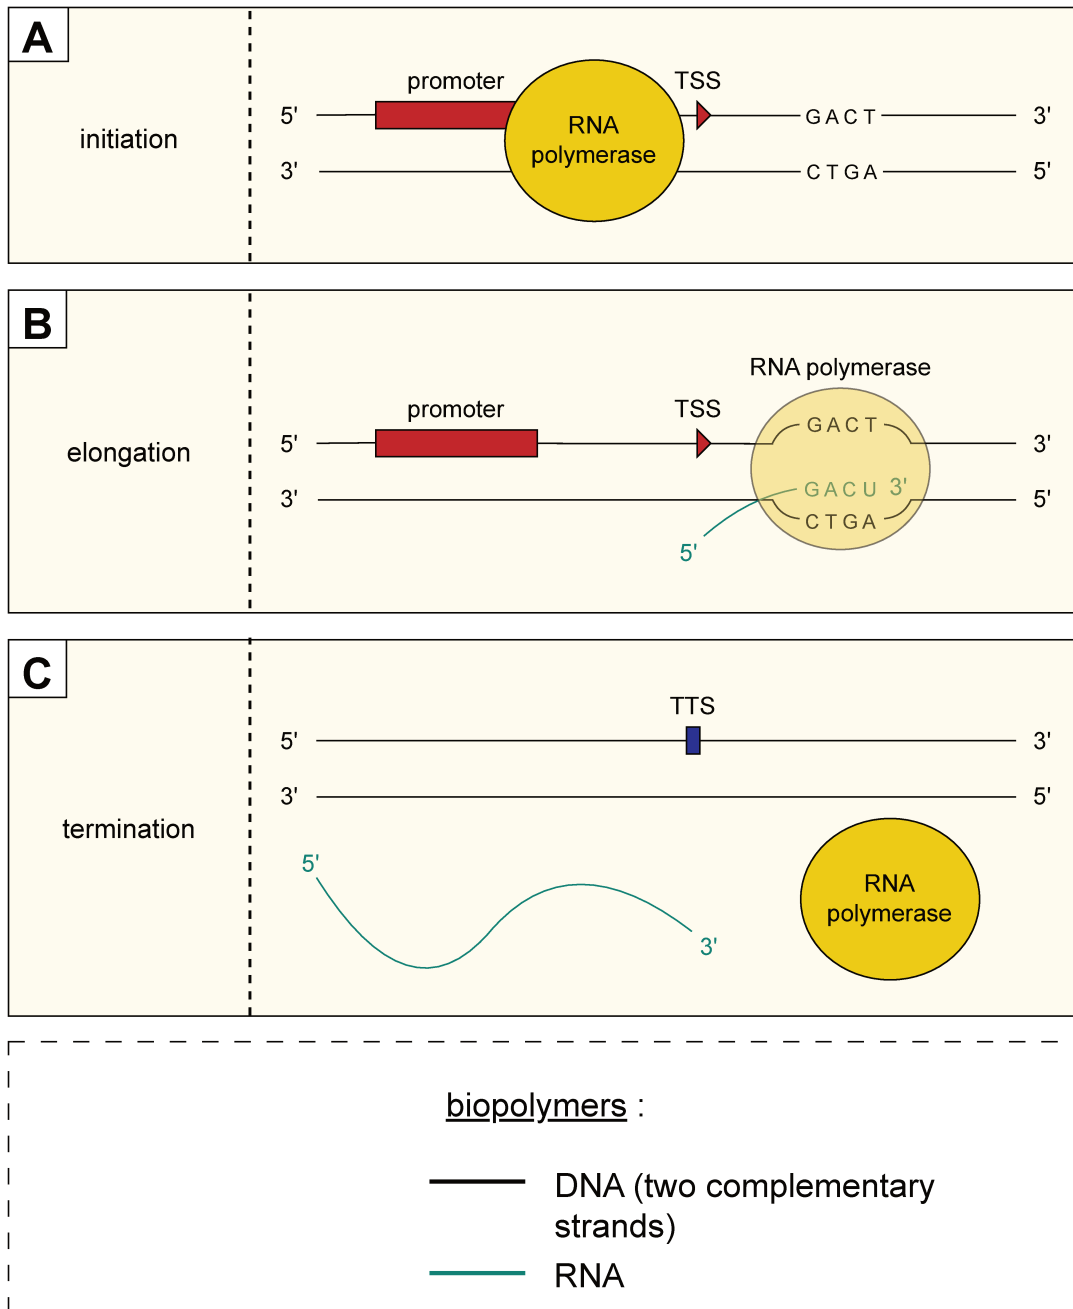 A
initiation
promoter
TSS
5'
RNA
polymerase
GACT
3'
3'
CTGA
5'
B
elongation
RNA polymerase
promoter
TSS
5'
GACT
3'
3'
GACU 3'
5'
CTGA
5'
C
termination
TTS
5'
3'
3'
5'
5'
3'
RNA
polymerase
biopolymers :
DNA (two complementary
strands)
RNA